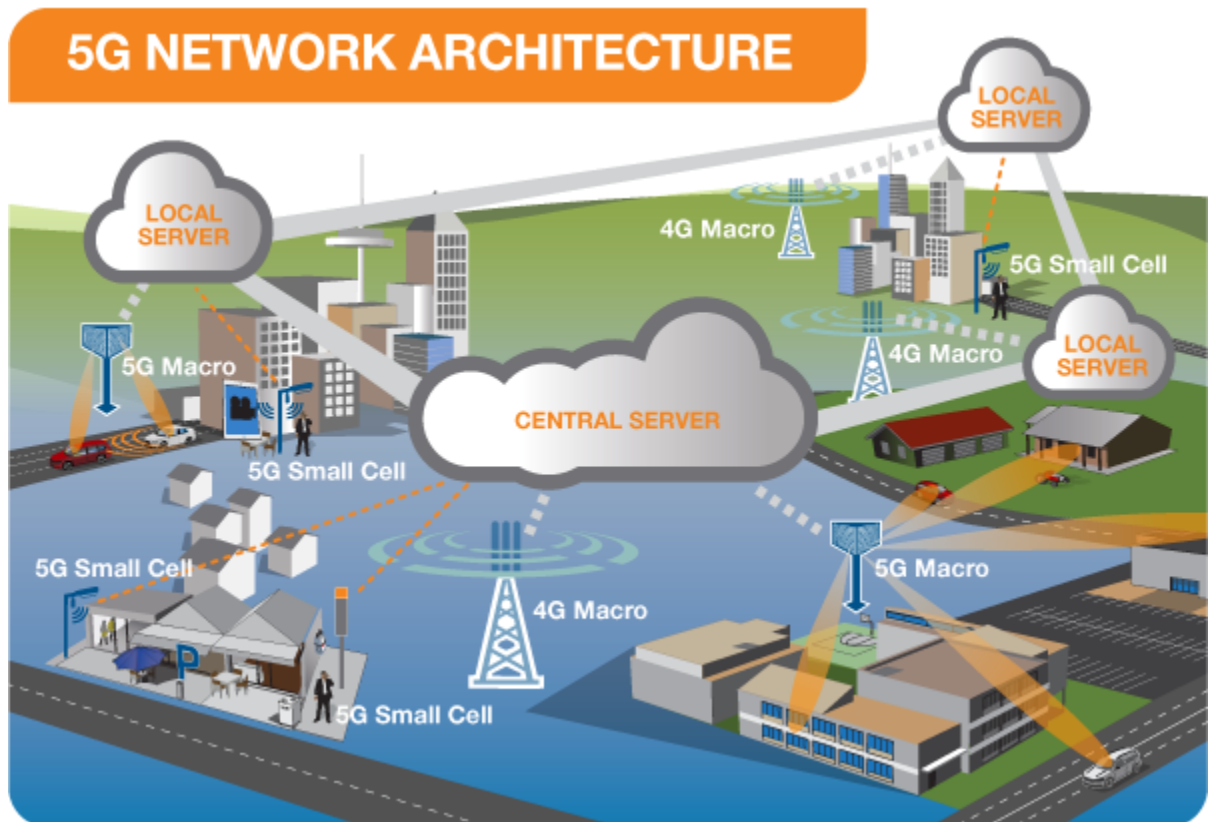 5G NETWORK ARCHITECTURE
LOCAL
SERVER
LOCAL
SERVER
4G Macro
5G Small Cell
4G Macro
LOCAL
SERVER
5G Macro
CENTRAL SERVER
5G Small Cell
5G Small Cell
4G Macro
5G Macro
P
5G Small Cell